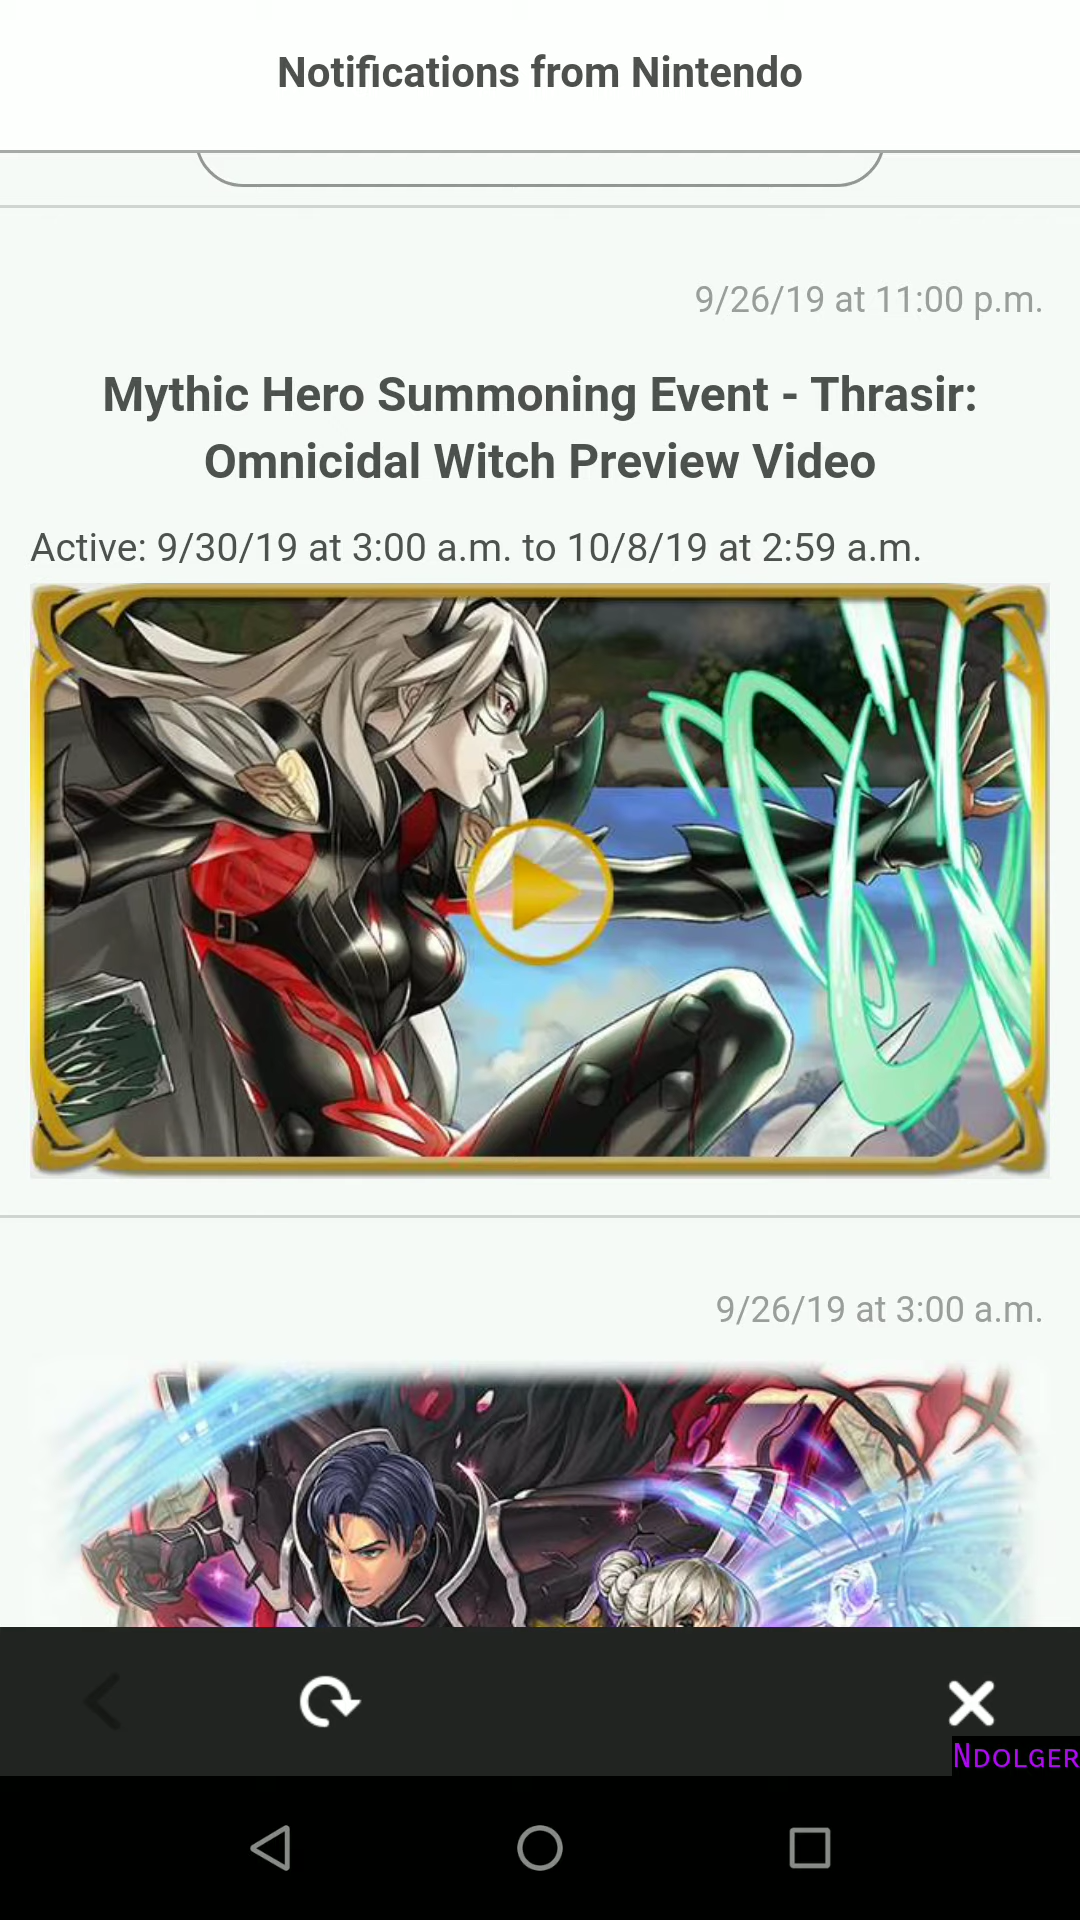 Notifications from Nintendo
9/26/19 at 11:00 p.m.
Mythic Hero Summoning Event - Thrasir:
Omnicidal Witch Preview Video
Active: 9/30/19 at 3:00 a.m. to 10/8/19 at 2:59 a.m.
9/26/19 at 3:00 a.m.
NDOLGER